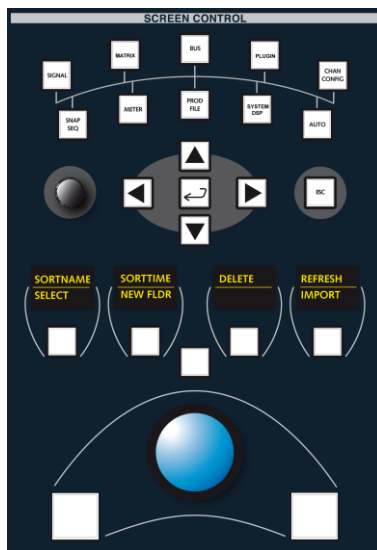 SCREEN CONTROL
SIGNAL
MATRIX
BUS
PLUGIN
CHAN
CONFIG
SNAP
SEQ
METER
PROD
FILE
SYSTEM
DSP
AUTO
ESC
SORTNAME
SELECT
SORTTIME
NEW FLDR
DELETE
REFRESH
IMPORT